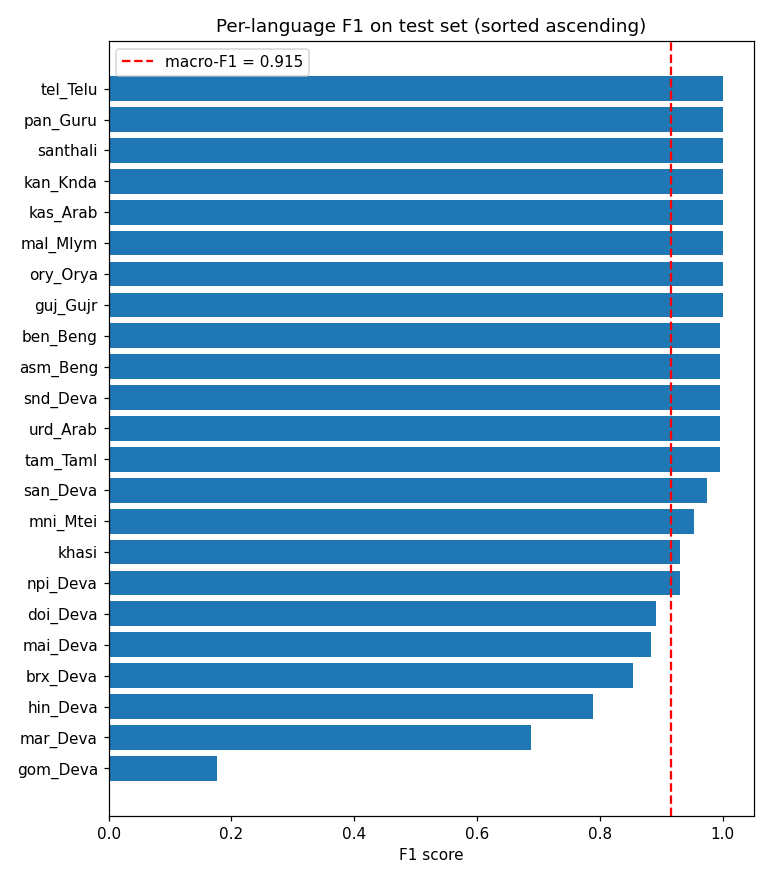 Per-language F1 on test set (sorted ascending)
macro-F1 = 0.915
tel_Telu
pan_Guru
santhali
kan_Knda
kas_Arab
mal_Mlym
ory_Orya
guj_Gujr
ben_Beng
asm_Beng
snd_Deva
urd_Arab
tam_Taml
san_Deva
mni_Mtei
khasi
npi_Deva
doi_Deva
mai_Deva
brx_Deva
hin_Deva
mar_Deva
gom_Deva
0.0 0.2 0.4 0.6 0.8 1.0
F1 score